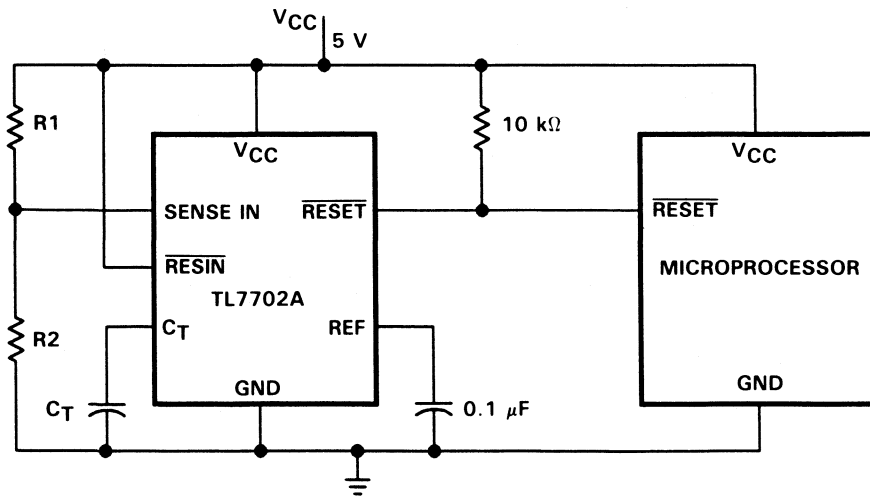 VCC
5 V
R1
10 kΩ
VCC
VCC
SENSE IN
RESET
RESET
RESIN
MICROPROCESSOR
TL7702A
R2
CT
REF
GND
GND
CT
0.1 µF